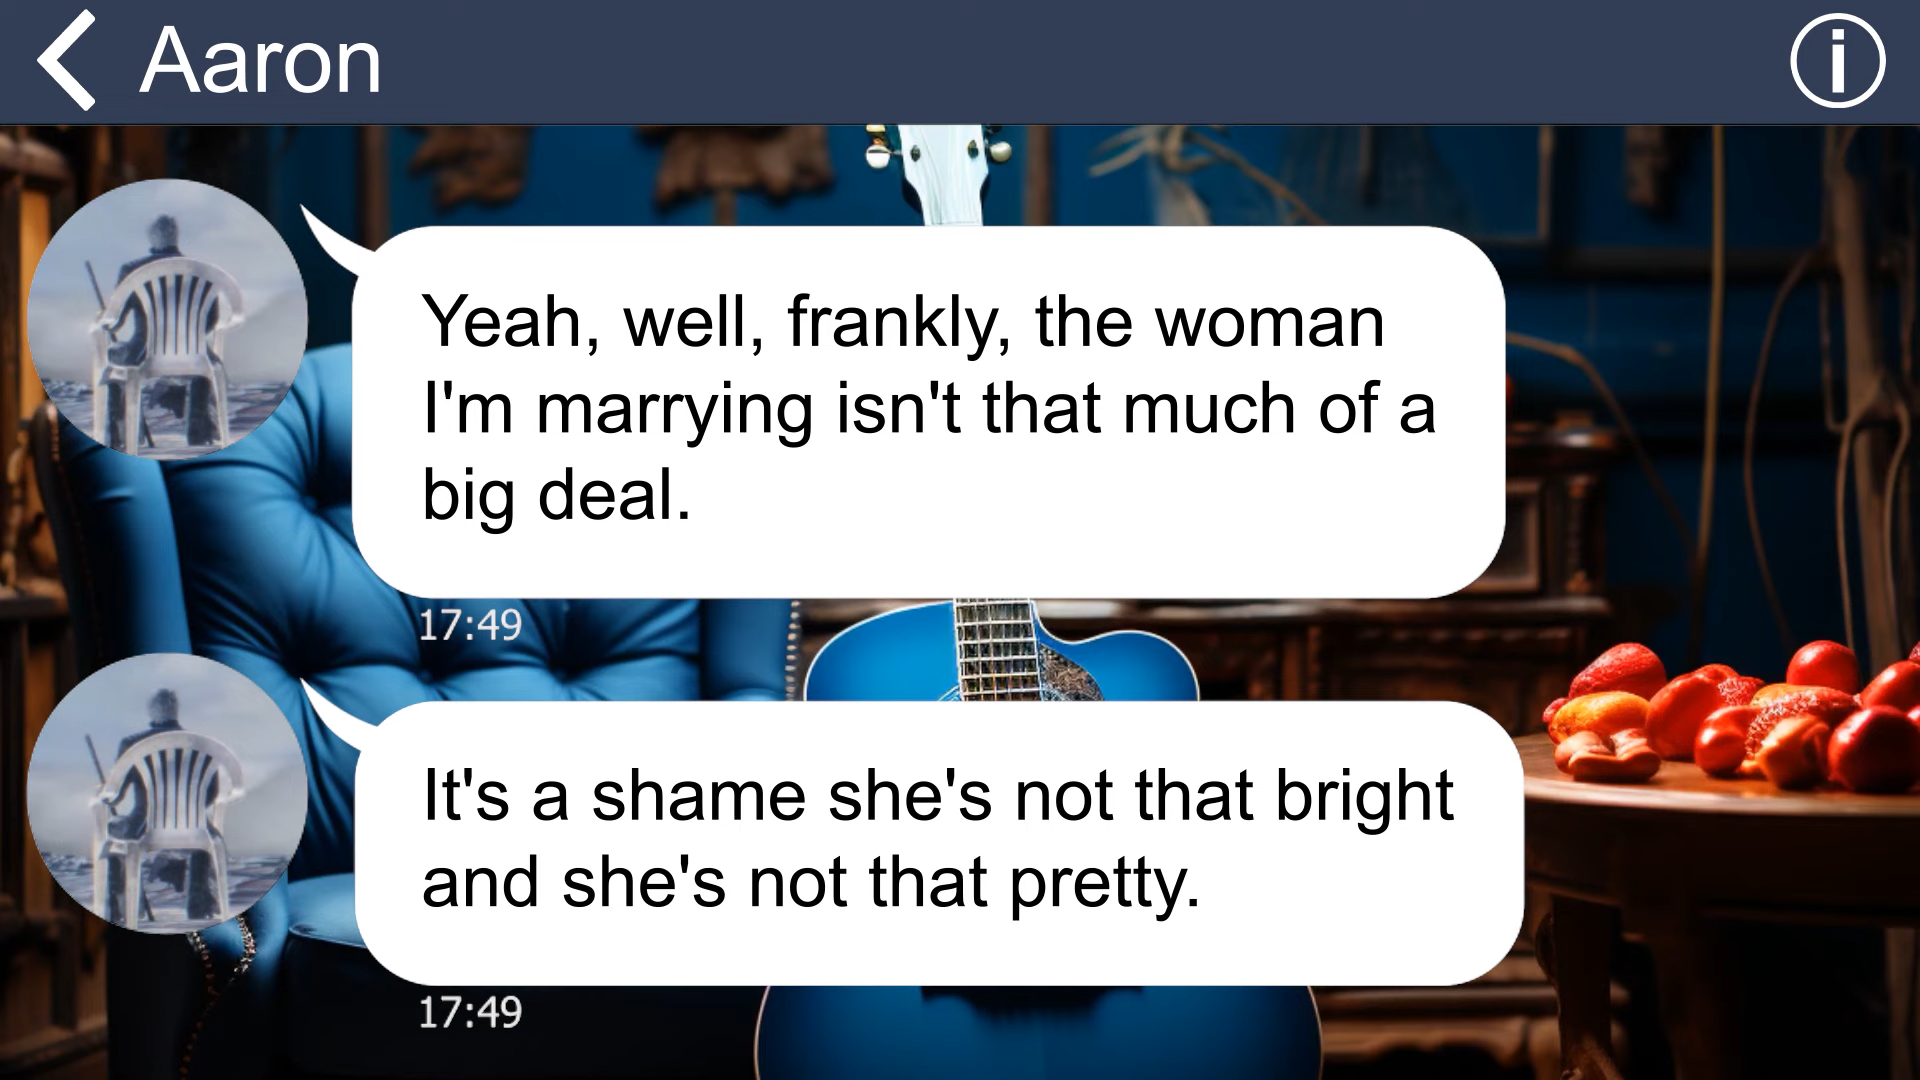 Aaron
Yeah, well, frankly, the woman
I'm marrying isn't that much of a
big deal.
17:49
It's a shame she's not that bright
and she's not that pretty.
17:49